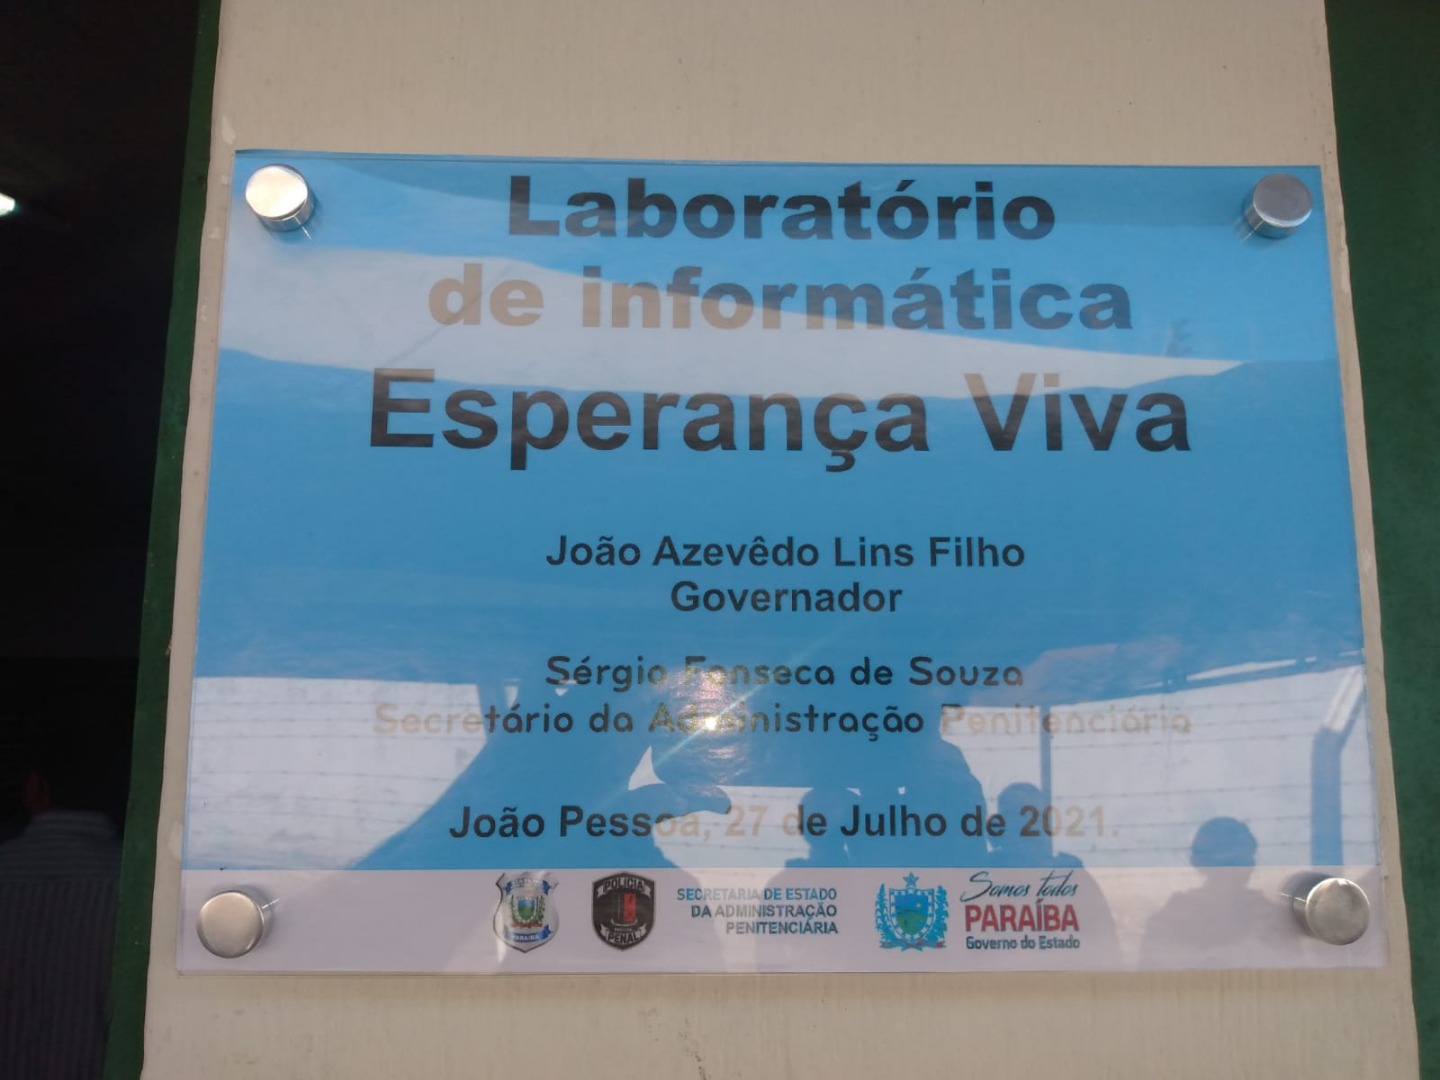 Laboratório
de informática
Esperança Viva
João Azevêdo Lins Filho
Governador
Sérgio Fonseca de Souza
Secretário da Administração Penitenciária
João Pessoa, 27 de Julho de 2021.
POLÍCIA
PENAL
SECRETARIA DE ESTADO
DA ADMINISTRAÇÃO
PENITENCIÁRIA
Somos todos
PARAÍBA
Governo do Estado